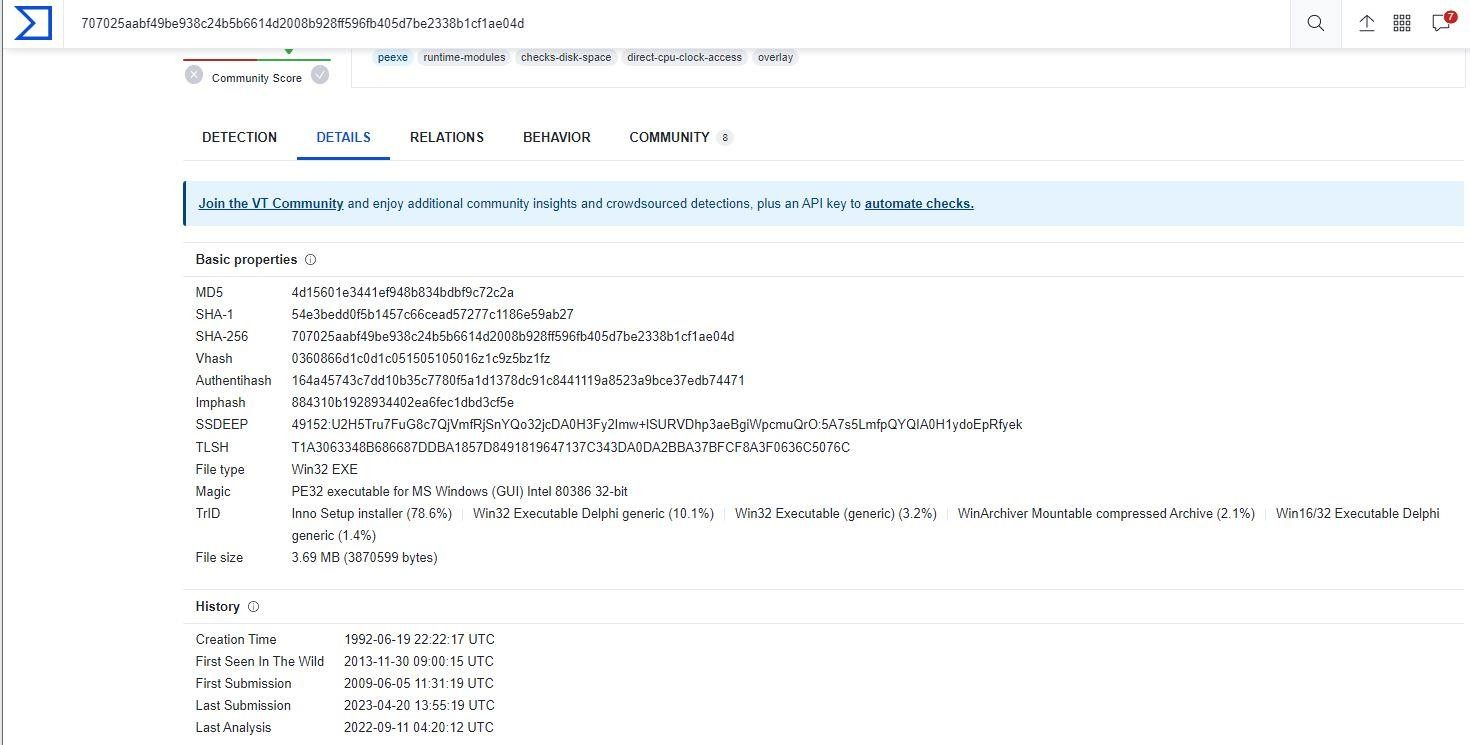 707025aabf49be938c24b5b6614d2008b928ff596fb405d7be2338b1cf1ae04d
7
peexe runtime-modules checks-disk-space direct-cpu-clock-access overlay
Community Score
DETECTION DETAILS RELATIONS BEHAVIOR COMMUNITY 8
Join the VT Community and enjoy additional community insights and crowdsourced detections, plus an API key to automate checks.
Basic properties
MD5 4d15601e3441ef948b834bdbf9c72c2a
SHA-1 54e3bedd0f5b1457c66cead57277c1186e59ab27
SHA-256 707025aabf49be938c24b5b6614d2008b928ff596fb405d7be2338b1cf1ae04d
Vhash 0360866d1c0d1c051505105016z1c9z5bz1fz
Authentihash 164a45743c7dd10b35c7780f5a1d1378dc91c8441119a8523a9bce37edb74471
Imphash 884310b1928934402ea6fec1dbd3cf5e
SSDEEP 49152:U2H5Tru7FuG8c7QjVmfRjSnYQo32jcDA0H3Fy2lmw+lSURVDhp3aeBgiWpcmuQrO:5A7s5LmfpQYQIA0H1ydoEpRfyek
TLSH T1A3063348B686687DDBA1857D8491819647137C343DA0DA2BBA37BFCF8A3F0636C5076C
File type Win32 EXE
Magic PE32 executable for MS Windows (GUI) Intel 80386 32-bit
TrID Inno Setup installer (78.6%) Win32 Executable Delphi generic (10.1%) Win32 Executable (generic) (3.2%) WinArchiver Mountable compressed Archive (2.1%) Win16/32 Executable Delphi
generic (1.4%)
File size 3.69 MB (3870599 bytes)
History
Creation Time 1992-06-19 22:22:17 UTC
First Seen In The Wild 2013-11-30 09:00:15 UTC
First Submission 2009-06-05 11:31:19 UTC
Last Submission 2023-04-20 13:55:19 UTC
Last Analysis 2022-09-11 04:20:12 UTC